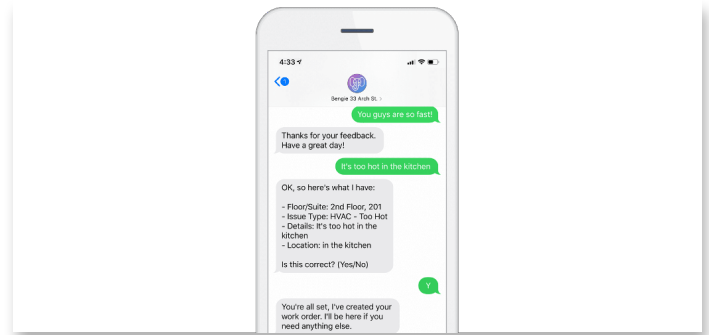 4:33
1
Bengie 33 Arch St. >
You guys are so fast!
Thanks for your feedback.
Have a great day!
It's too hot in the kitchen
OK, so here's what I have:
- Floor/Suite: 2nd Floor, 201
- Issue Type: HVAC - Too Hot
- Details: It's too hot in the
kitchen
- Location: in the kitchen
Is this correct? (Yes/No)
Y
You're all set, I've created your
work order. I'll be here if you
need anything else.